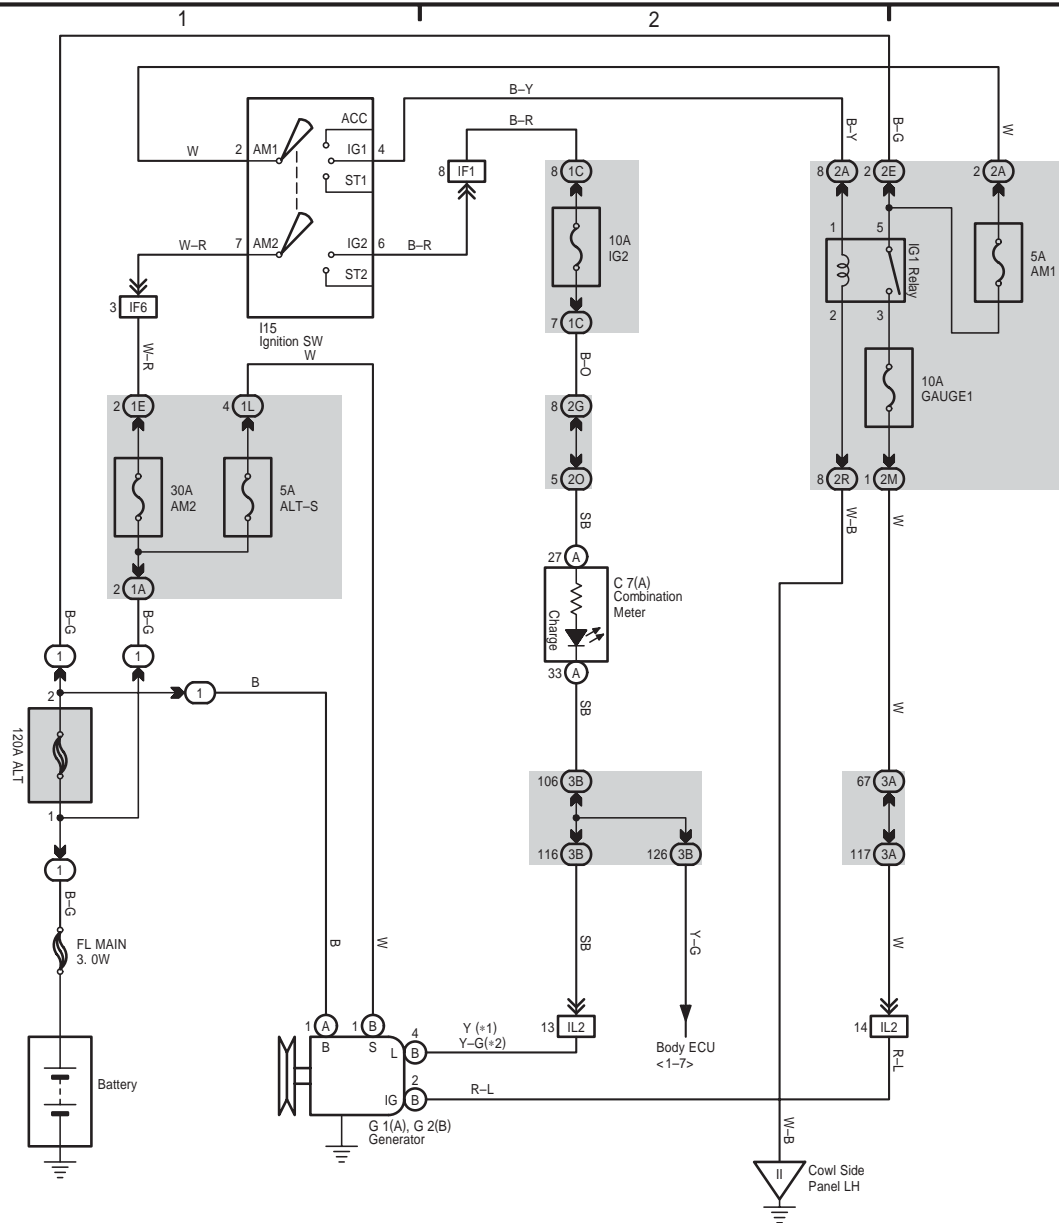 1 2
B–Y
B–R
ACC
W 2 AM1 IG1 4
ST1
8 IF1
8 1C
B–Y B–G W
8 2A 2 2E 2 2A
W–R 7 AM2 IG2 6 B–R
ST2
10A
IG2
1 5
IG1 Relay
5A
AM1
3 IF6
I15
Ignition SW
7 1C
2 3
W–R
W
B–O
10A
GAUGE1
2 1E 4 1L
8 2G
30A
AM2
5A
ALT–S
5 2O
8 2R 1 2M
SB
W–B W
2 1A
27 A
C 7(A)
Combination
Meter
Charge
33 A
B–G B–G
1 1
2 1 B
SB
W
120A ALT
1
106 3B
67 3A
116 3B 126 3B
117 3A
1
B–G
FL MAIN
3. 0W
B W
SB Y–G W
1 A 1 B
B S
L 4 B
Y (∗1)
Y–G(∗2)
13 IL2
Body ECU
<1–7>
14 IL2
R–L
Battery
IG 2 B
R–L
G 1(A), G 2(B)
Generator
W–B
II
Cowl Side
Panel LH